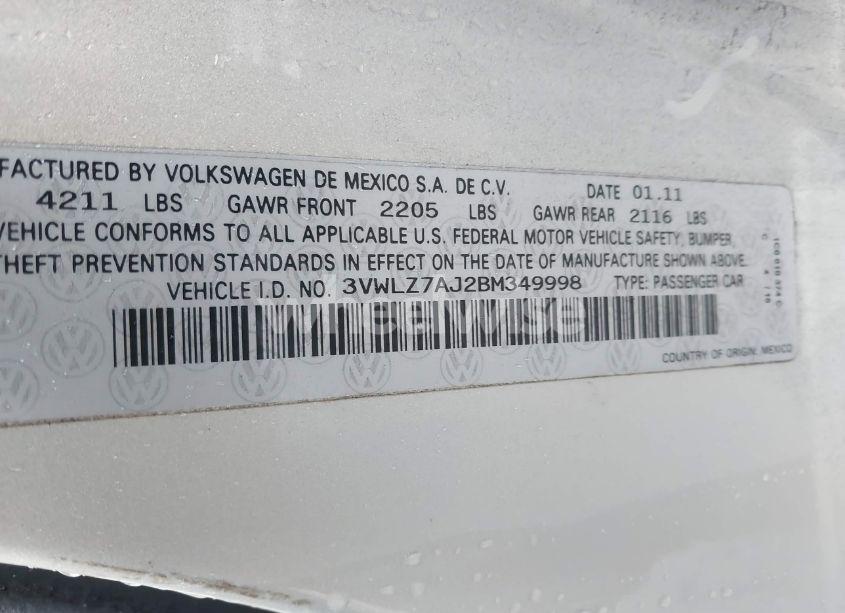 FACTURED BY VOLKSWAGEN DE MEXICO S.A. DE C.V. DATE 01.11
4211 LBS GAWR FRONT 2205 LBS GAWR REAR 2116 LBS
VEHICLE CONFORMS TO ALL APPLICABLE U.S. FEDERAL MOTOR VEHICLE SAFETY, BUMPER,
THEFT PREVENTION STANDARDS IN EFFECT ON THE DATE OF MANUFACTURE SHOWN ABOVE.
VEHICLE I.D. NO. 3VWLZ7AJ2BM349998 TYPE: PASSENGER CAR
wheelwise
COUNTRY OF ORIGIN: MEXICO